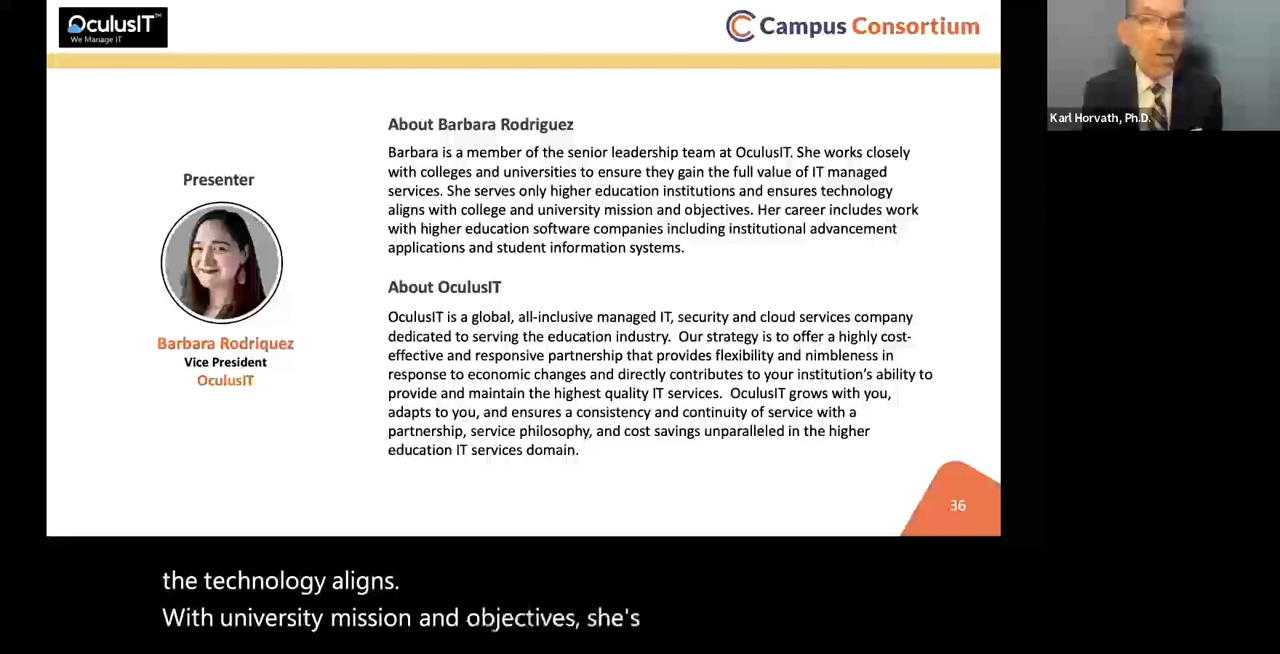 OculusIT™
We Manage IT
Campus Consortium
Karl Horvath, Ph.D.
Presenter
Barbara Rodriquez
Vice President
OculusIT
About Barbara Rodriguez
Barbara is a member of the senior leadership team at OculusIT. She works closely
with colleges and universities to ensure they gain the full value of IT managed
services. She serves only higher education institutions and ensures technology
aligns with college and university mission and objectives. Her career includes work
with higher education software companies including institutional advancement
applications and student information systems.
About OculusIT
OculusIT is a global, all-inclusive managed IT, security and cloud services company
dedicated to serving the education industry. Our strategy is to offer a highly cost-
effective and responsive partnership that provides flexibility and nimbleness in
response to economic changes and directly contributes to your institution's ability to
provide and maintain the highest quality IT services. OculusIT grows with you,
adapts to you, and ensures a consistency and continuity of service with a
partnership, service philosophy, and cost savings unparalleled in the higher
education IT services domain.
36
the technology aligns.
With university mission and objectives, she's